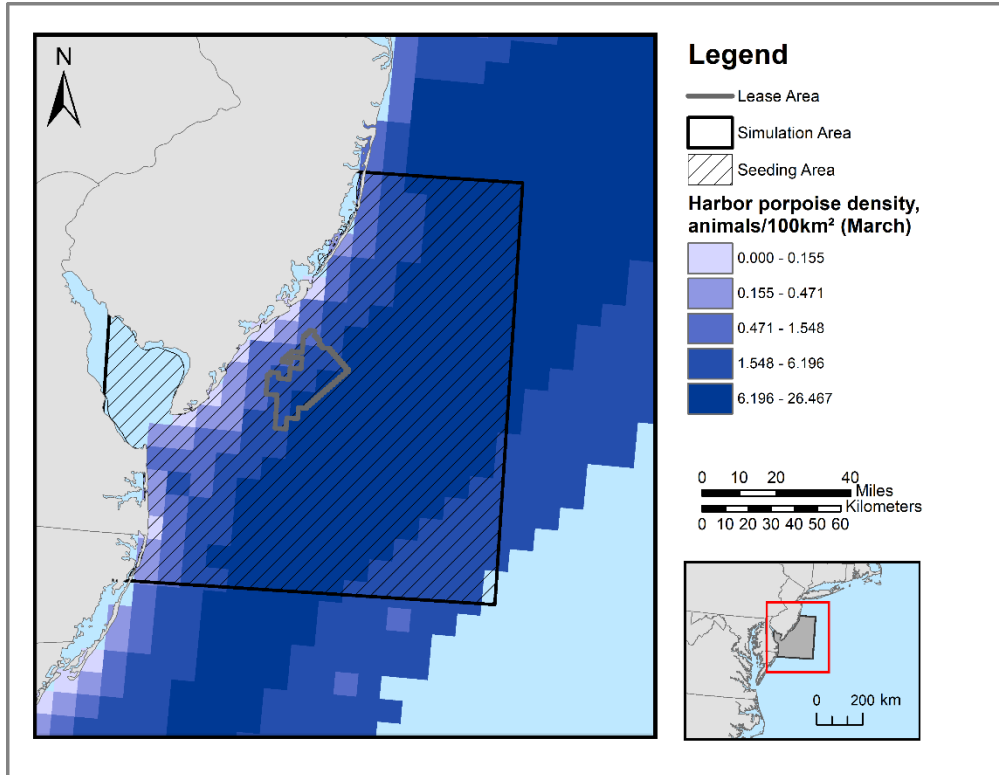 N
Legend
Lease Area
Simulation Area
Seeding Area
Harbor porpoise density,
animals/100km² (March)
0.000 - 0.155
0.155 - 0.471
0.471 - 1.548
1.548 - 6.196
6.196 - 26.467
0 10 20 40
Miles
Kilometers
0 10 20 30 40 50 60
0 200 km